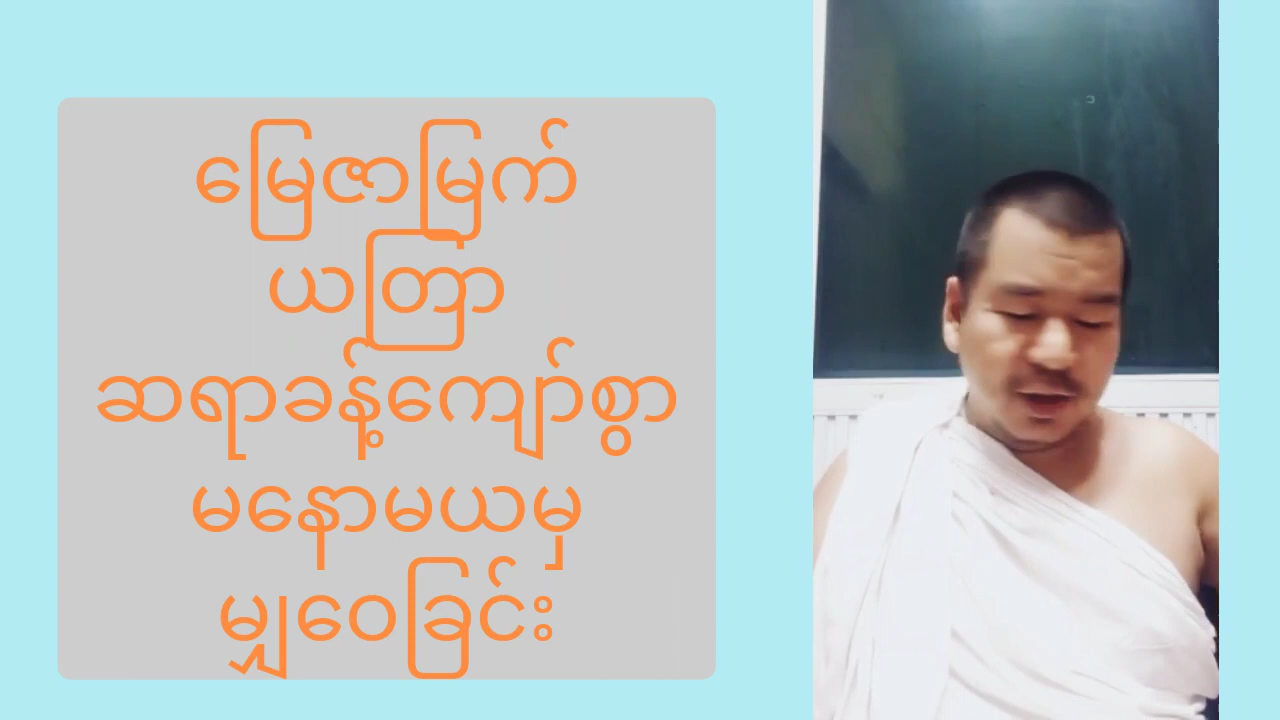 မြေဇာမြက်
ယတြာ
ဆရာခန့်ကျော်စွာ
မနောမယမှ
မျှဝေခြင်း